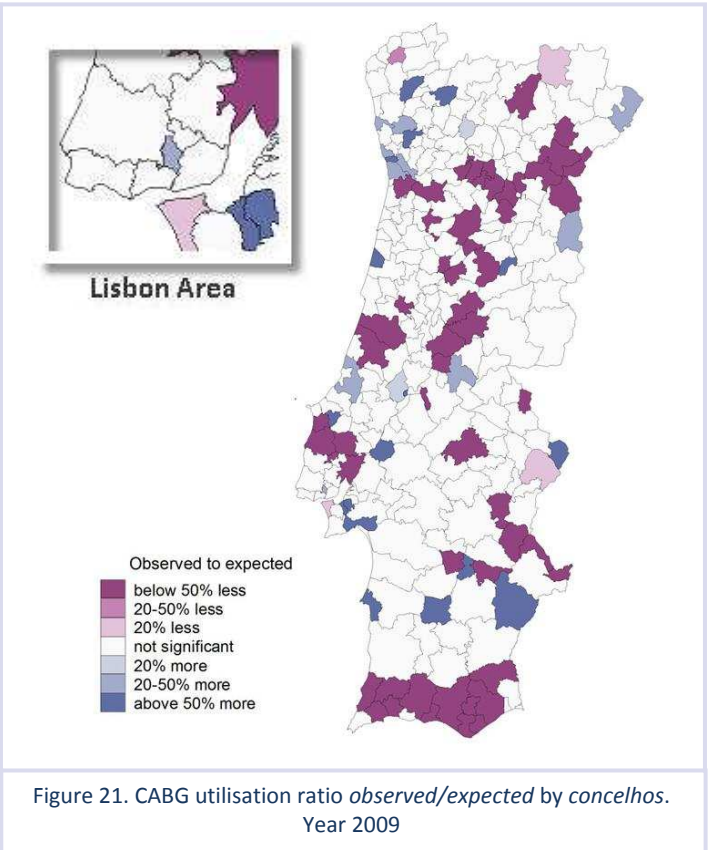 Lisbon Area
Observed to expected
below 50% less
20-50% less
20% less
not significant
20% more
20-50% more
above 50% more
Figure 21. CABG utilisation ratio observed/expected by concelhos.
Year 2009